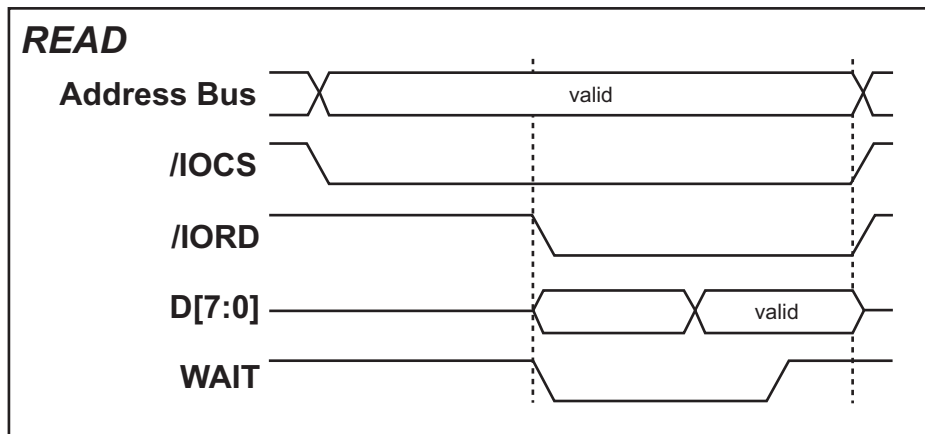 READ
Address Bus
valid
/IOCS
/IORD
D[7:0]
valid
WAIT